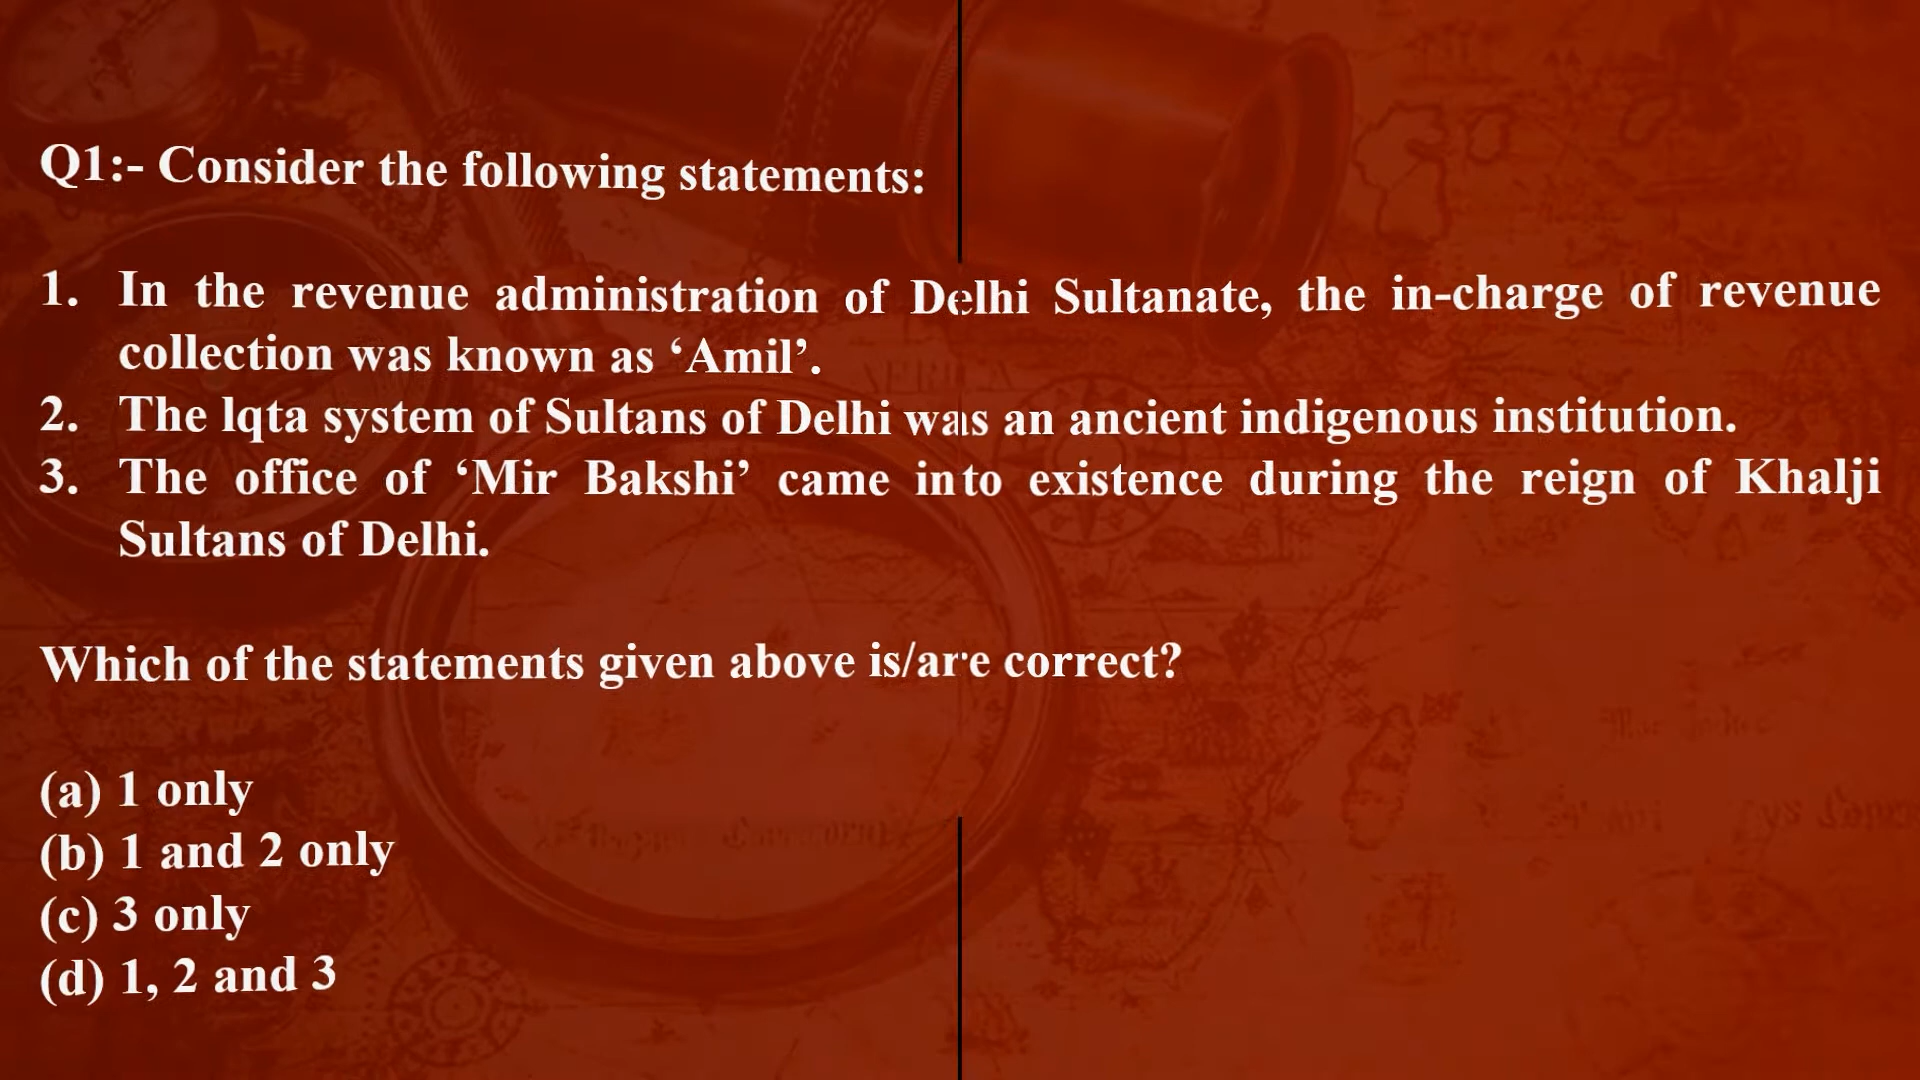 Q1:- Consider the following statements:
1. In the revenue administration of Delhi Sultanate, the in-charge of revenue
collection was known as ‘Amil’.
2. The lqta system of Sultans of Delhi was an ancient indigenous institution.
3. The office of ‘Mir Bakshi’ came into existence during the reign of Khalji
Sultans of Delhi.
Which of the statements given above is/are correct?
(a) 1 only
(b) 1 and 2 only
(c) 3 only
(d) 1, 2 and 3